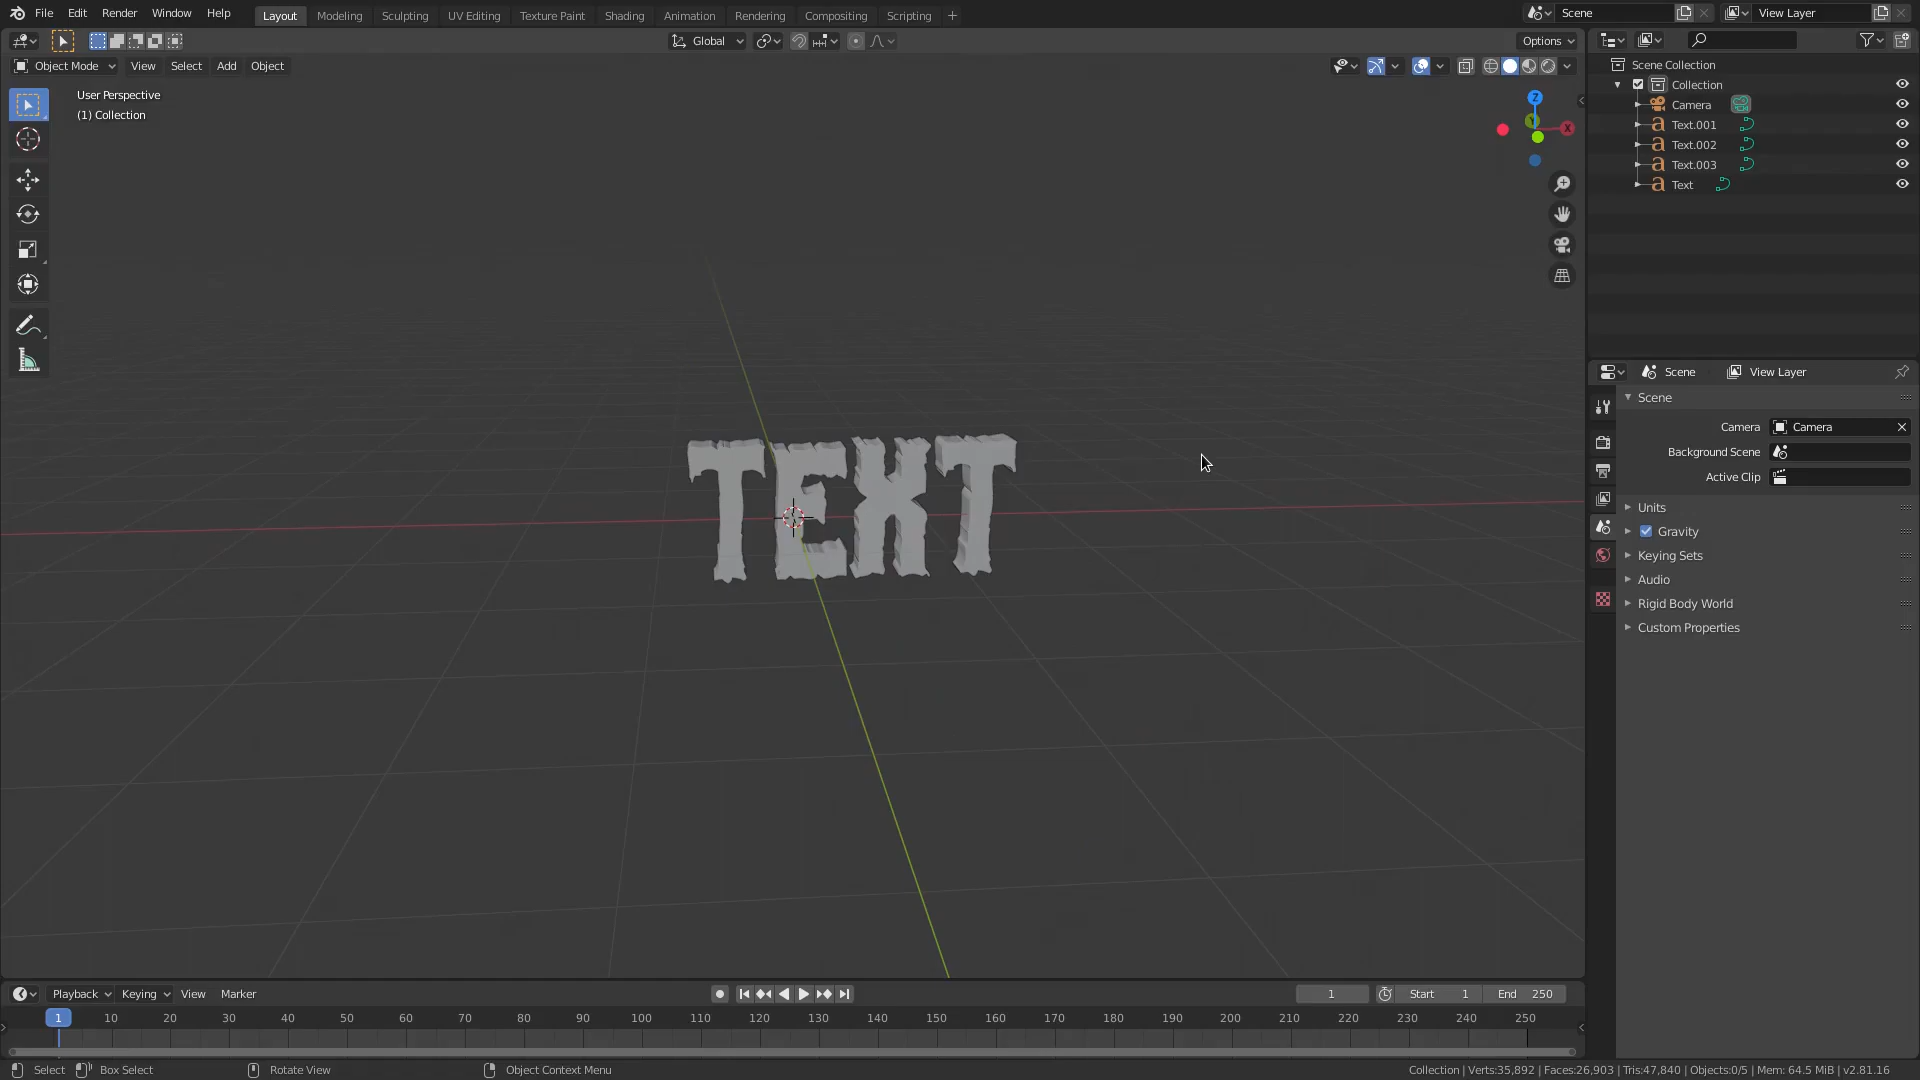 File Edit Render Window Help Layout Modeling Sculpting UV Editing Texture Paint Shading Animation Rendering Compositing Scripting + Scene View Layer
Global Options
Object Mode View Select Add Object
User Perspective
(1) Collection
Z
Y
X
TEXT
Scene Collection
Collection
Camera
Text.001
Text.002
Text.003
Text
Scene View Layer
Scene
Camera Camera
Background Scene
Active Clip
Units
Gravity
Keying Sets
Audio
Rigid Body World
Custom Properties
Playback Keying View Marker 1 Start 1 End 250
1 10 20 30 40 50 60 70 80 90 100 110 120 130 140 150 160 170 180 190 200 210 220 230 240 250
Select Box Select Rotate View Object Context Menu Collection | Verts:35,892 | Faces:26,903 | Tris:47,840 | Objects:0/5 | Mem: 64.5 MiB | v2.81.16